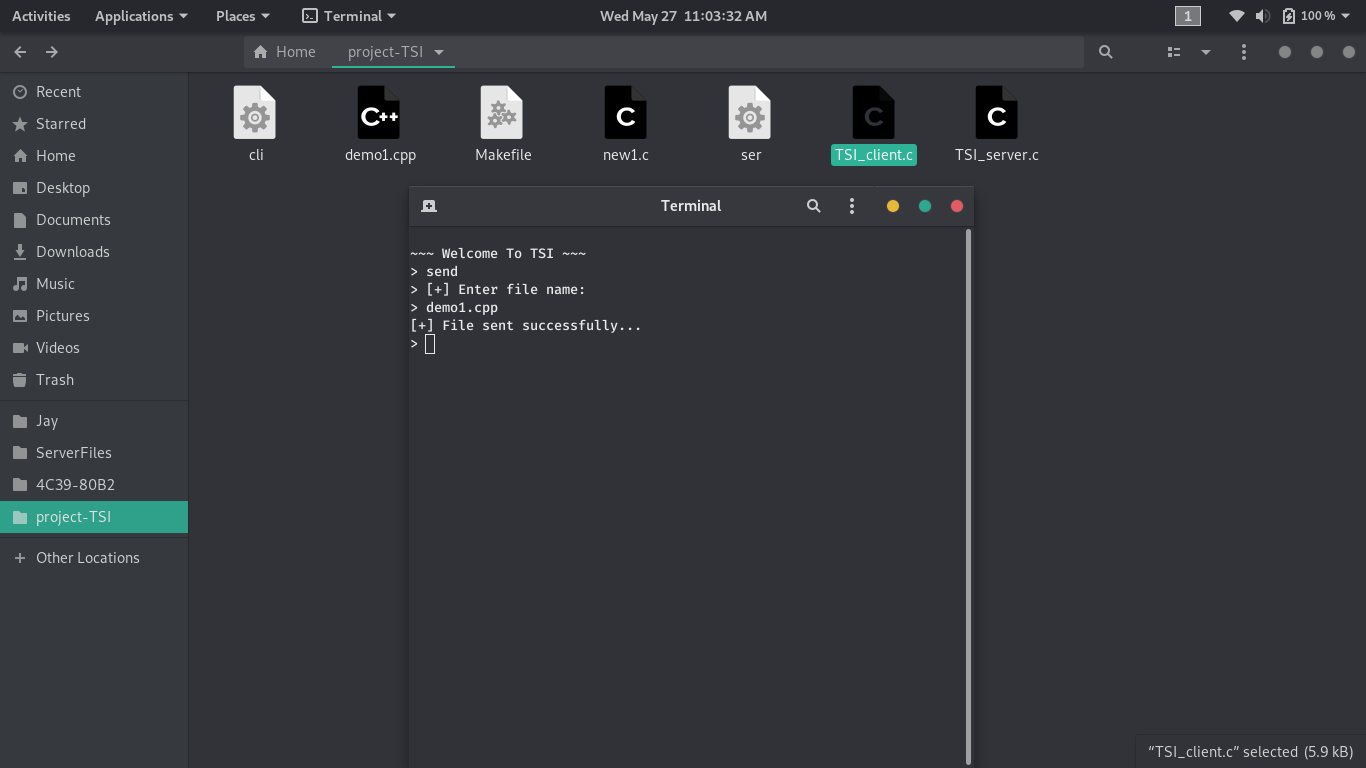 Activities Applications Places Terminal Wed May 27 11:03:32 AM 1 100 %
Home project-TSI
Recent
Starred
Home
Desktop
Documents
Downloads
Music
Pictures
Videos
Trash
Jay
ServerFiles
4C39-80B2
project-TSI
+ Other Locations
C++ C C C
cli demo1.cpp Makefile new1.c ser TSI_client.c TSI_server.c
Terminal
~~~ Welcome To TSI ~~~
> send
> [+] Enter file name:
> demo1.cpp
[+] File sent successfully...
>
“TSI_client.c” selected (5.9 kB)